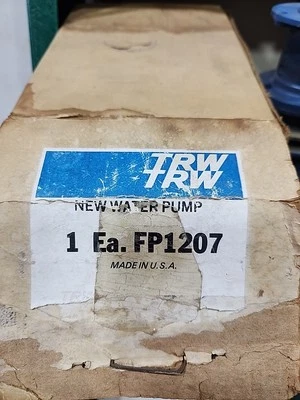 TRW
TRW
NEW WATER PUMP
1 Ea. FP1207
MADE IN U.S.A.